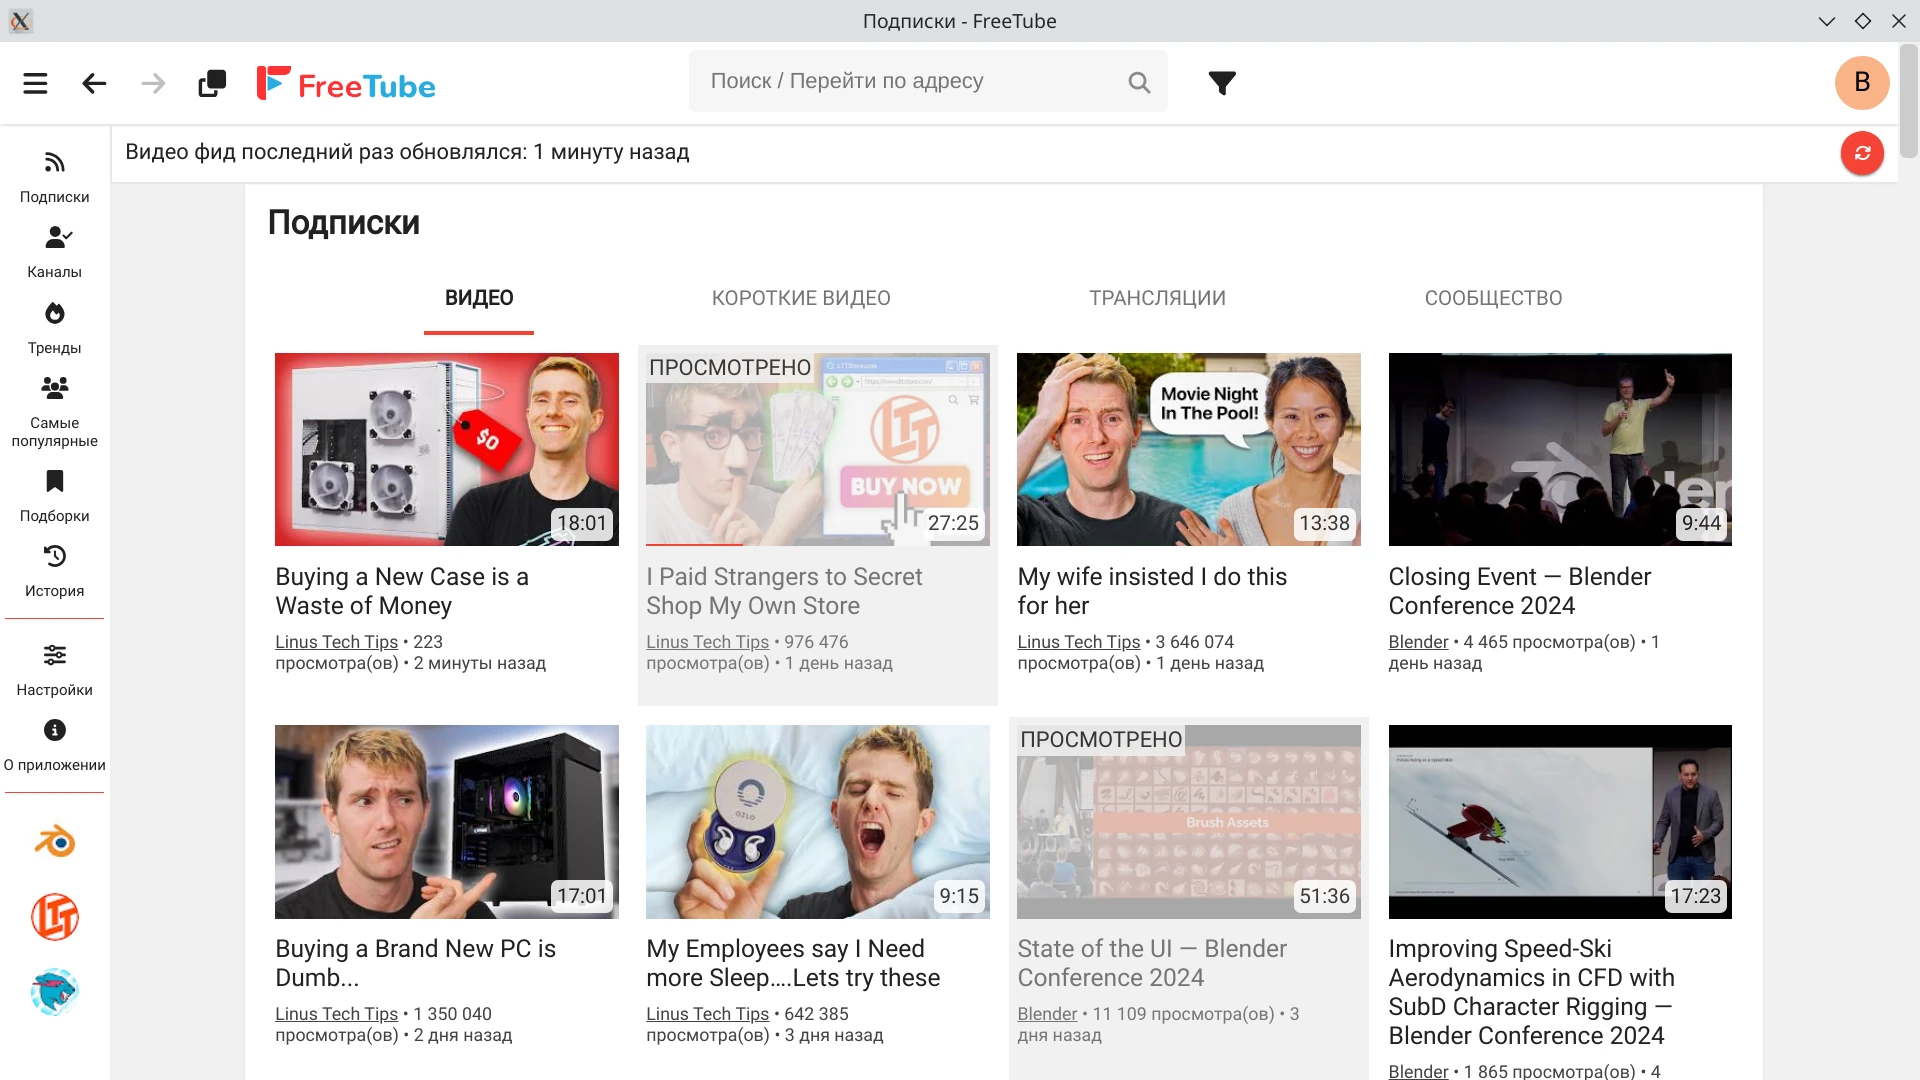 Подписки - FreeTube
FreeTube
Поиск / Перейти по адресу
B
Видео фид последний раз обновлялся: 1 минуту назад
Подписки
Каналы
Тренды
Самые
популярные
Подборки
История
Настройки
О приложении
Подписки
ВИДЕО
КОРОТКИЕ ВИДЕО
ТРАНСЛЯЦИИ
СООБЩЕСТВО
$0
18:01
Buying a New Case is a
Waste of Money
Linus Tech Tips • 223
просмотра(ов) • 2 минуты назад
ПРОСМОТРЕНО
LTTStore.com
https://www.lttstore.com/
LTT
BUY NOW
27:25
I Paid Strangers to Secret
Shop My Own Store
Linus Tech Tips • 976 476
просмотра(ов) • 1 день назад
Movie Night
In The Pool!
13:38
My wife insisted I do this
for her
Linus Tech Tips • 3 646 074
просмотра(ов) • 1 день назад
9:44
Closing Event — Blender
Conference 2024
Blender • 4 465 просмотра(ов) • 1
день назад
17:01
Buying a Brand New PC is
Dumb...
Linus Tech Tips • 1 350 040
просмотра(ов) • 2 дня назад
OZLO
9:15
My Employees say I Need
more Sleep….Lets try these
Linus Tech Tips • 642 385
просмотра(ов) • 3 дня назад
ПРОСМОТРЕНО
Brush Assets
51:36
State of the UI — Blender
Conference 2024
Blender • 11 109 просмотра(ов) • 3
дня назад
17:23
Improving Speed-Ski
Aerodynamics in CFD with
SubD Character Rigging —
Blender Conference 2024
Blender • 1 865 просмотра(ов) • 4
LTT